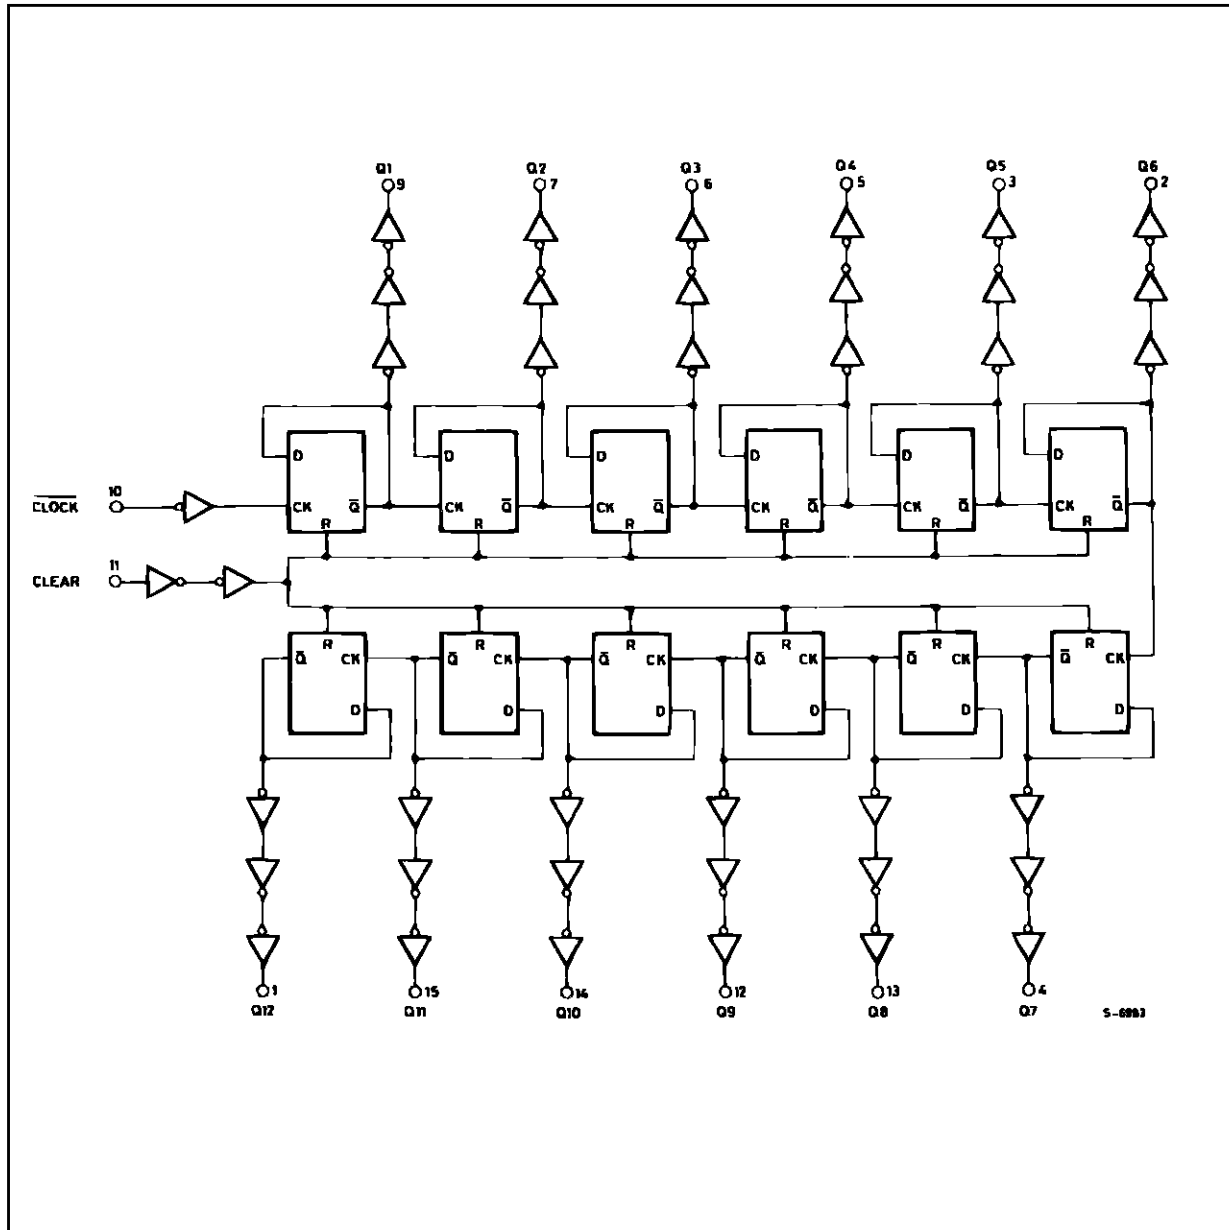 Q1 Q2 Q3 Q4 Q5 Q6
9 7 6 5 3 2
D D D D D D
10
CLOCK CK Q̅ CK Q̅ CK Q̅ CK Q̅ CK Q̅ CK Q̅
R R R R R R
11
CLEAR
R R R R R R
Q̅ CK Q̅ CK Q̅ CK Q̅ CK Q̅ CK Q̅ CK
D D D D D D
1 15 14 12 13 4
Q12 Q11 Q10 Q9 Q8 Q7